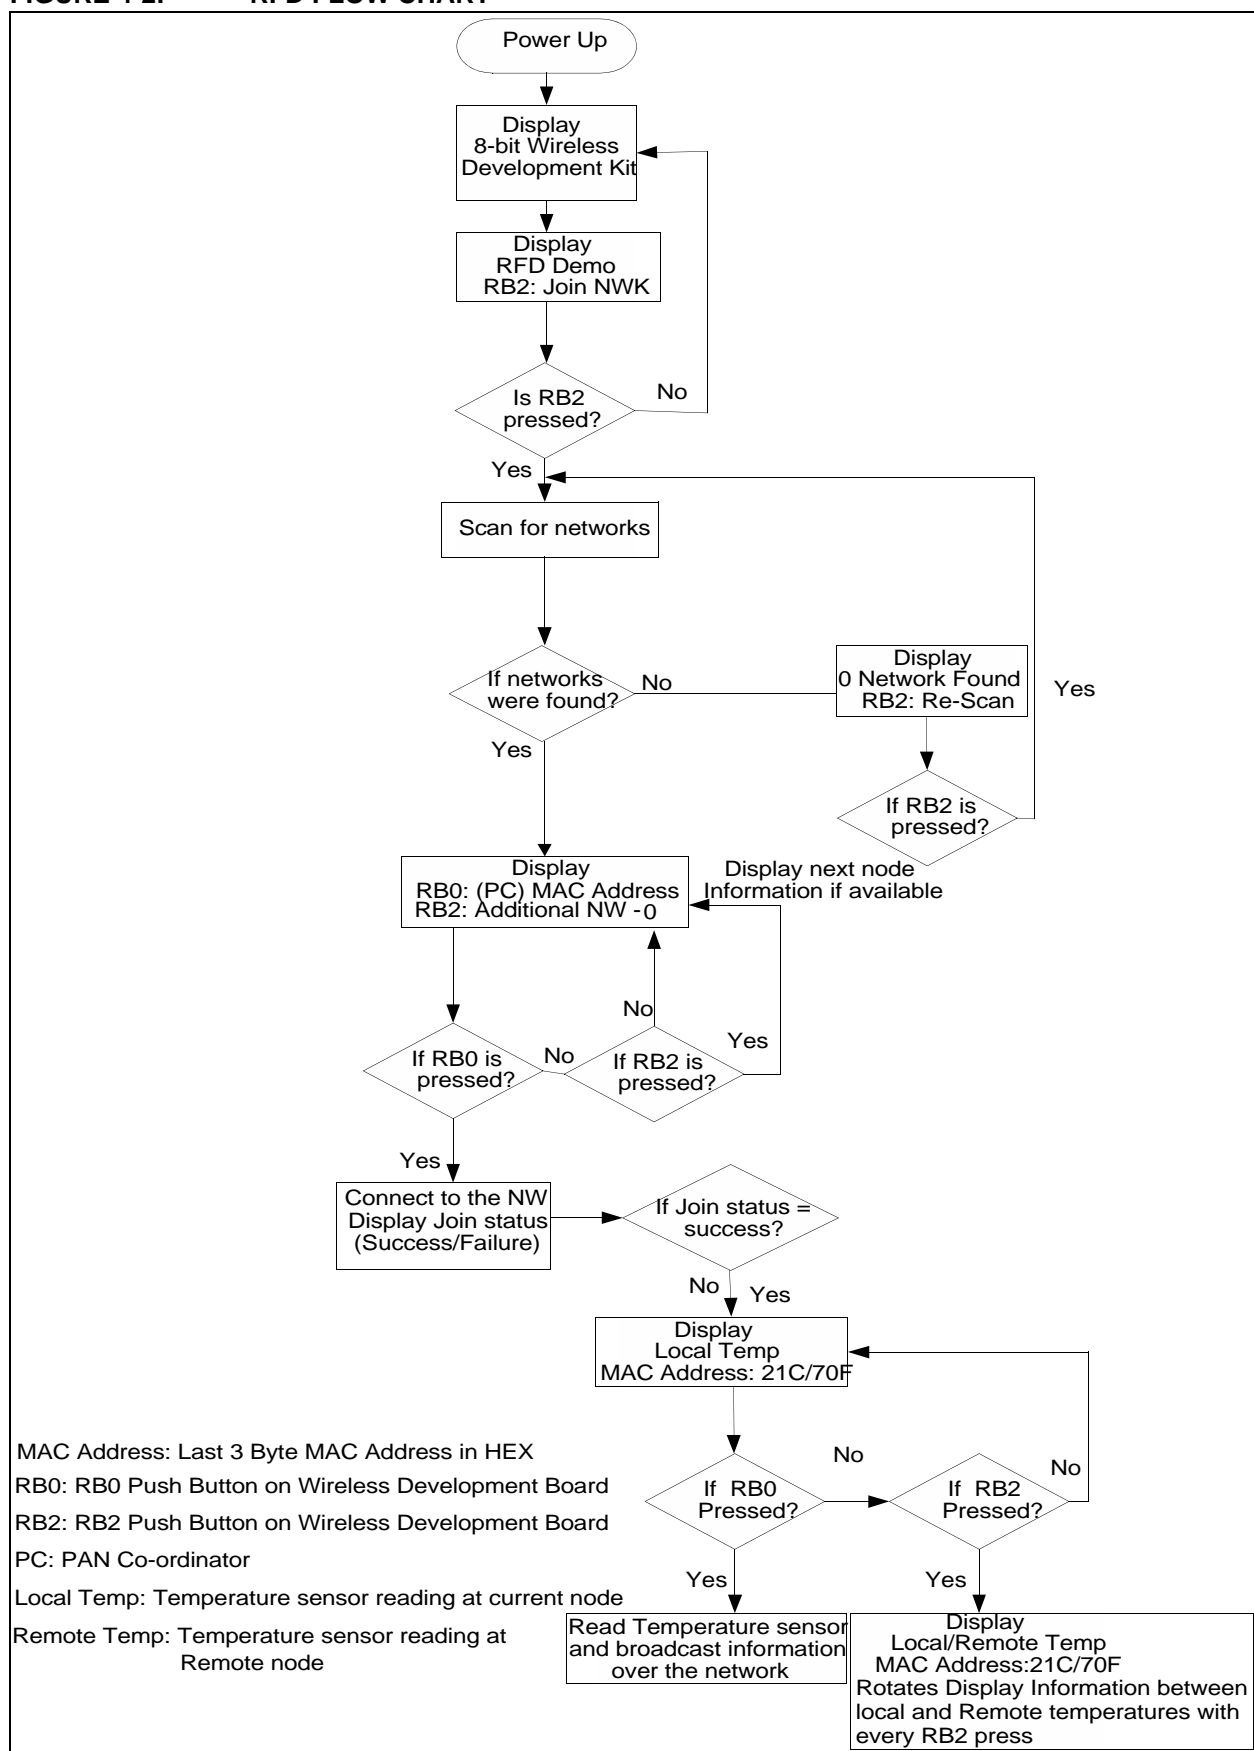 FIGURE 4-2: RFD FLOW CHART
Power Up
Display
8-bit Wireless
Development Kit
Display
RFD Demo
RB2: Join NWK
Is RB2
pressed?
No
Yes
Scan for networks
If networks
were found?
No
Display
0 Network Found
RB2: Re-Scan
Yes
Yes
If RB2 is
pressed?
Display
RB0: (PC) MAC Address
RB2: Additional NW -0
Display next node
Information if available
No
Yes
If RB0 is
pressed?
No
If RB2 is
pressed?
Yes
Connect to the NW
Display Join status
(Success/Failure)
If Join status =
success?
No
Yes
Display
Local Temp
MAC Address: 21C/70F
If RB0
Pressed?
No
If RB2
Pressed?
No
Yes
Yes
Read Temperature sensor
and broadcast information
over the network
Display
Local/Remote Temp
MAC Address:21C/70F
Rotates Display Information between
local and Remote temperatures with
every RB2 press
MAC Address: Last 3 Byte MAC Address in HEX
RB0: RB0 Push Button on Wireless Development Board
RB2: RB2 Push Button on Wireless Development Board
PC: PAN Co-ordinator
Local Temp: Temperature sensor reading at current node
Remote Temp: Temperature sensor reading at
Remote node